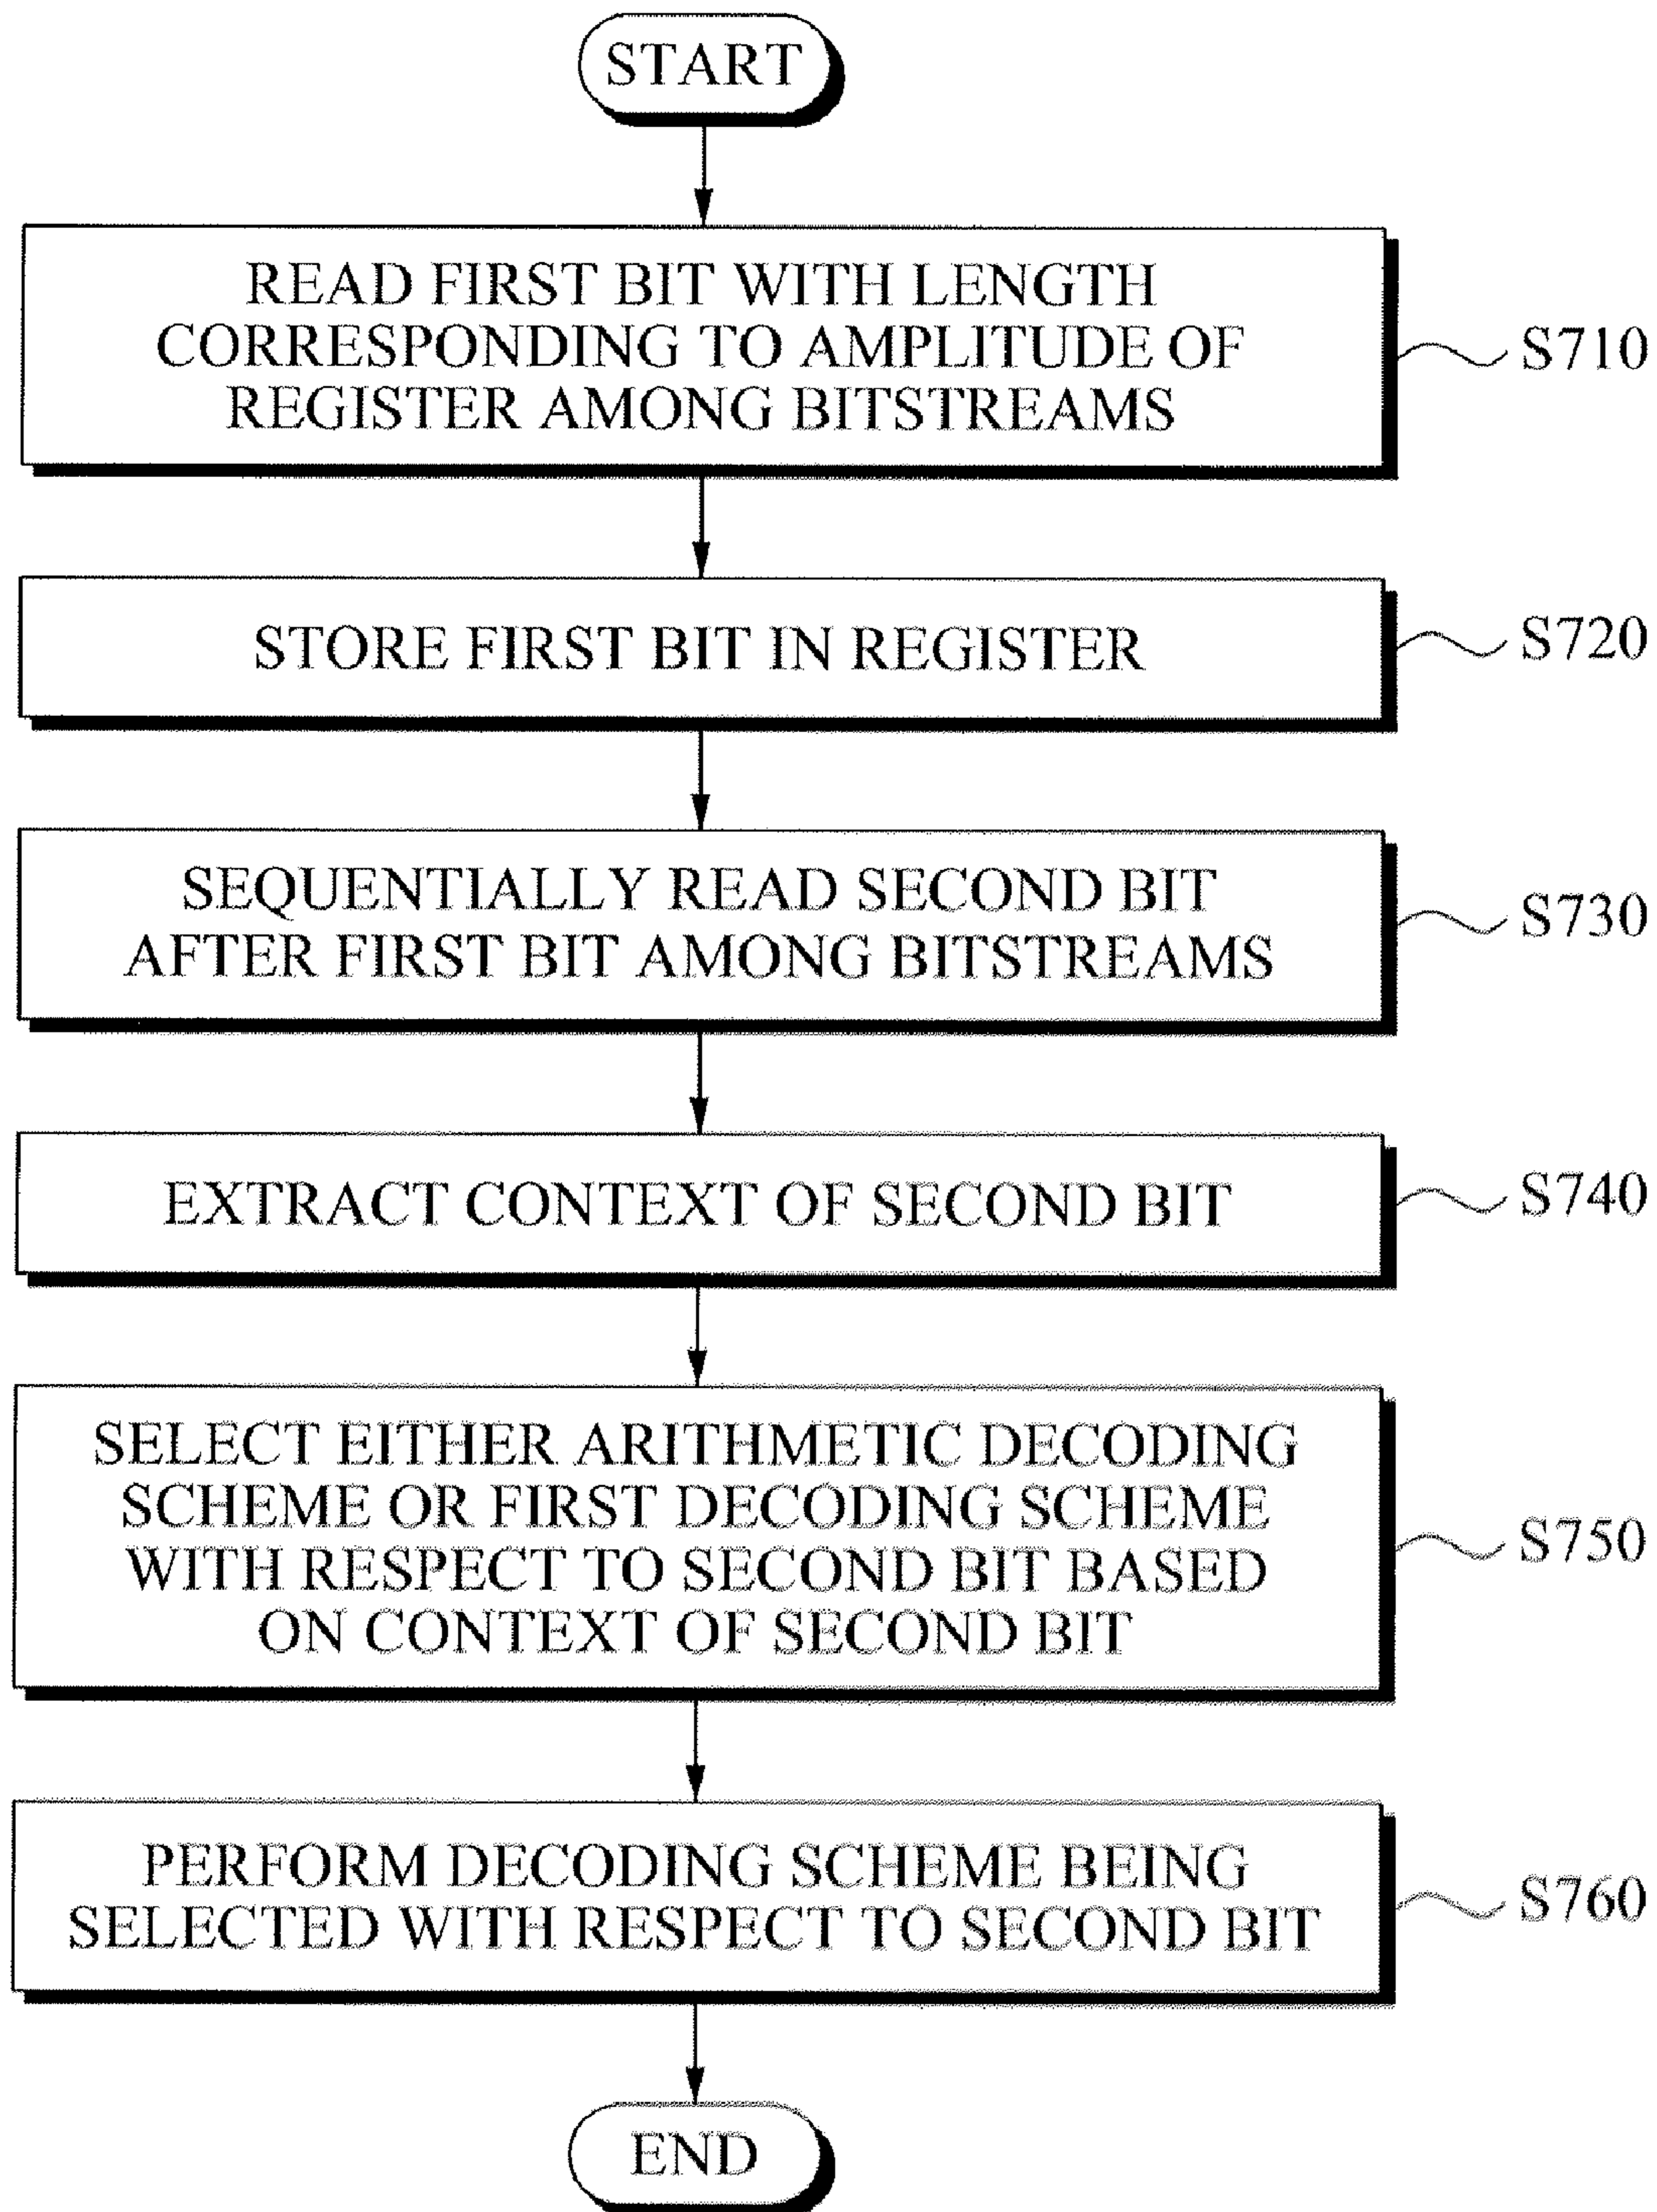 START
READ FIRST BIT WITH LENGTH
CORRESPONDING TO AMPLITUDE OF
REGISTER AMONG BITSTREAMS
S710
STORE FIRST BIT IN REGISTER
S720
SEQUENTIALLY READ SECOND BIT
AFTER FIRST BIT AMONG BITSTREAMS
S730
EXTRACT CONTEXT OF SECOND BIT
S740
SELECT EITHER ARITHMETIC DECODING
SCHEME OR FIRST DECODING SCHEME
WITH RESPECT TO SECOND BIT BASED
ON CONTEXT OF SECOND BIT
S750
PERFORM DECODING SCHEME BEING
SELECTED WITH RESPECT TO SECOND BIT
S760
END